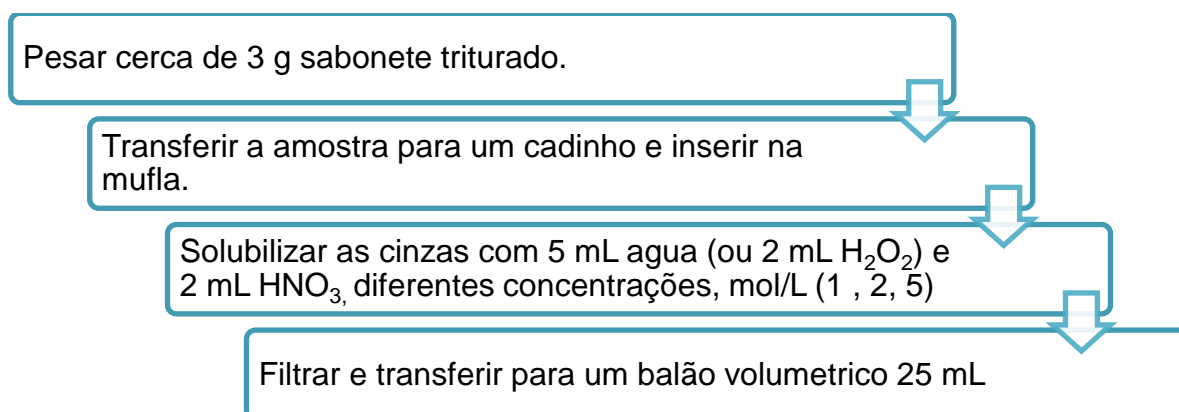 Pesar cerca de 3 g sabonete triturado.
Transferir a amostra para um cadinho e inserir na
mufla.
Solubilizar as cinzas com 5 mL agua (ou 2 mL H₂O₂) e
2 mL HNO₃, diferentes concentrações, mol/L (1 , 2, 5)
Filtrar e transferir para um balão volumetrico 25 mL